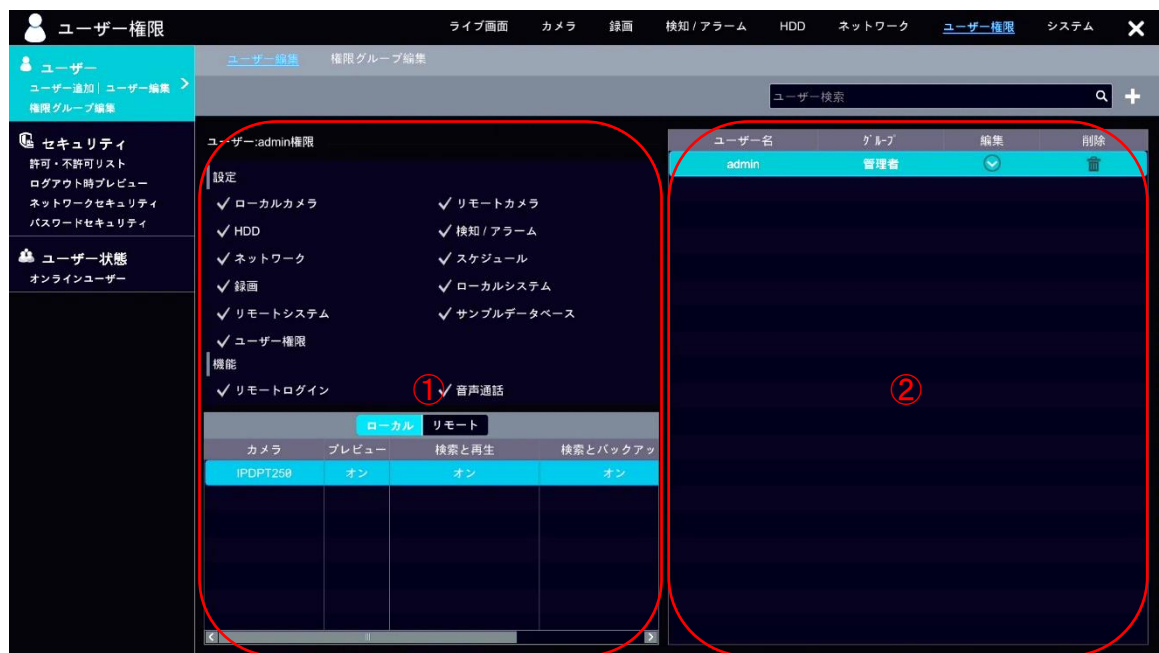 ユーザー権限
ライブ画面 カメラ 録画 検知 / アラーム HDD ネットワーク ユーザー権限 システム
ユーザー
ユーザー追加 | ユーザー編集
権限グループ編集
セキュリティ
許可・不許可リスト
ログアウト時プレビュー
ネットワークセキュリティ
パスワードセキュリティ
ユーザー状態
オンラインユーザー
ユーザー編集 権限グループ編集
ユーザー検索
ユーザー:admin権限
設定
ローカルカメラ リモートカメラ
HDD 検知 / アラーム
ネットワーク スケジュール
録画 ローカルシステム
リモートシステム サンプルデータベース
ユーザー権限
機能
リモートログイン 音声通話
①
ローカル リモート
カメラ プレビュー 検索と再生 検索とバックアッ
IPDPT250 オン オン オン
ユーザー名 グループ 編集 削除
admin 管理者
②